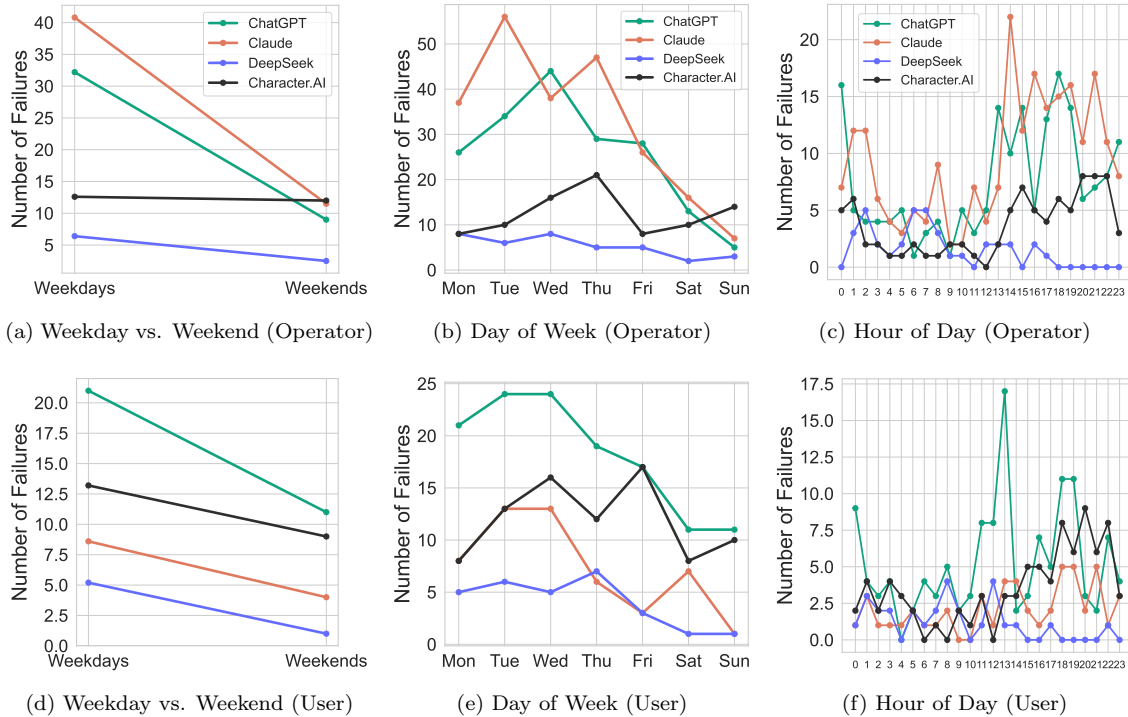 Number of Failures
40
35
30
25
20
15
10
5
Weekdays
Weekends
ChatGPT
Claude
DeepSeek
Character.AI
(a) Weekday vs. Weekend (Operator)
Number of Failures
50
40
30
20
10
0
Mon Tue Wed Thu Fri Sat Sun
ChatGPT
Claude
DeepSeek
Character.AI
(b) Day of Week (Operator)
Number of Failures
20
15
10
5
0
0 1 2 3 4 5 6 7 8 9 10 11 12 13 14 15 16 17 18 19 20 21 22 23
ChatGPT
Claude
DeepSeek
Character.AI
(c) Hour of Day (Operator)
Number of Failures
20.0
17.5
15.0
12.5
10.0
7.5
5.0
2.5
0.0
Weekdays
Weekends
(d) Weekday vs. Weekend (User)
Number of Failures
25
20
15
10
5
0
Mon Tue Wed Thu Fri Sat Sun
(e) Day of Week (User)
Number of Failures
17.5
15.0
12.5
10.0
7.5
5.0
2.5
0.0
0 1 2 3 4 5 6 7 8 9 10 11 12 13 14 15 16 17 18 19 20 21 22 23
(f) Hour of Day (User)